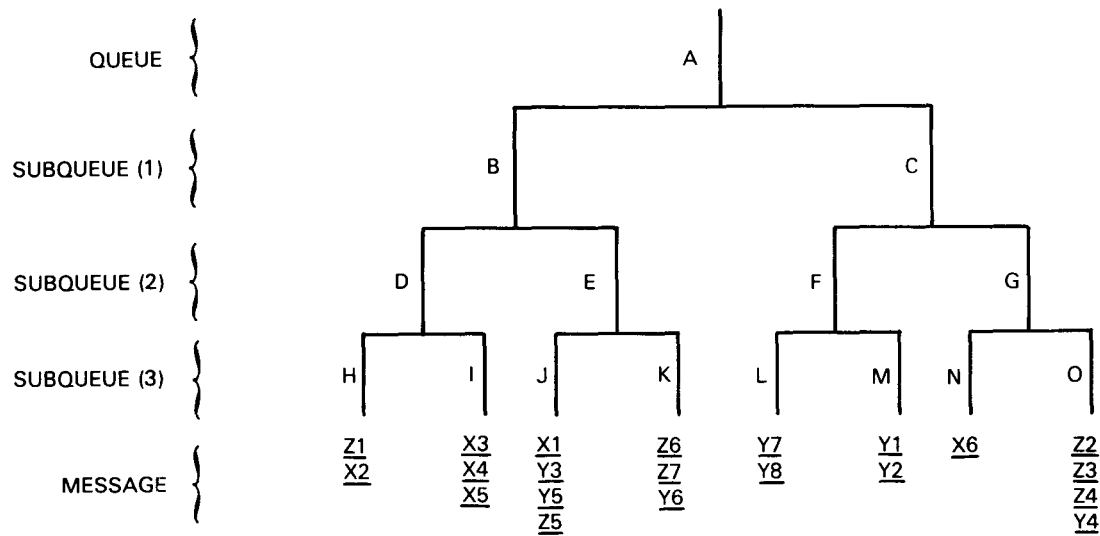 QUEUE A
SUBQUEUE (1) B C
SUBQUEUE (2) D E F G
SUBQUEUE (3) H I J K L M N O
Z1 X3 X1 Z6 Y7 Y1 X6 Z2
X2 X4 Y3 Z7 Y8 Y2 Z3
MESSAGE X5 Y5 Y6 Z4
Z5 Y4